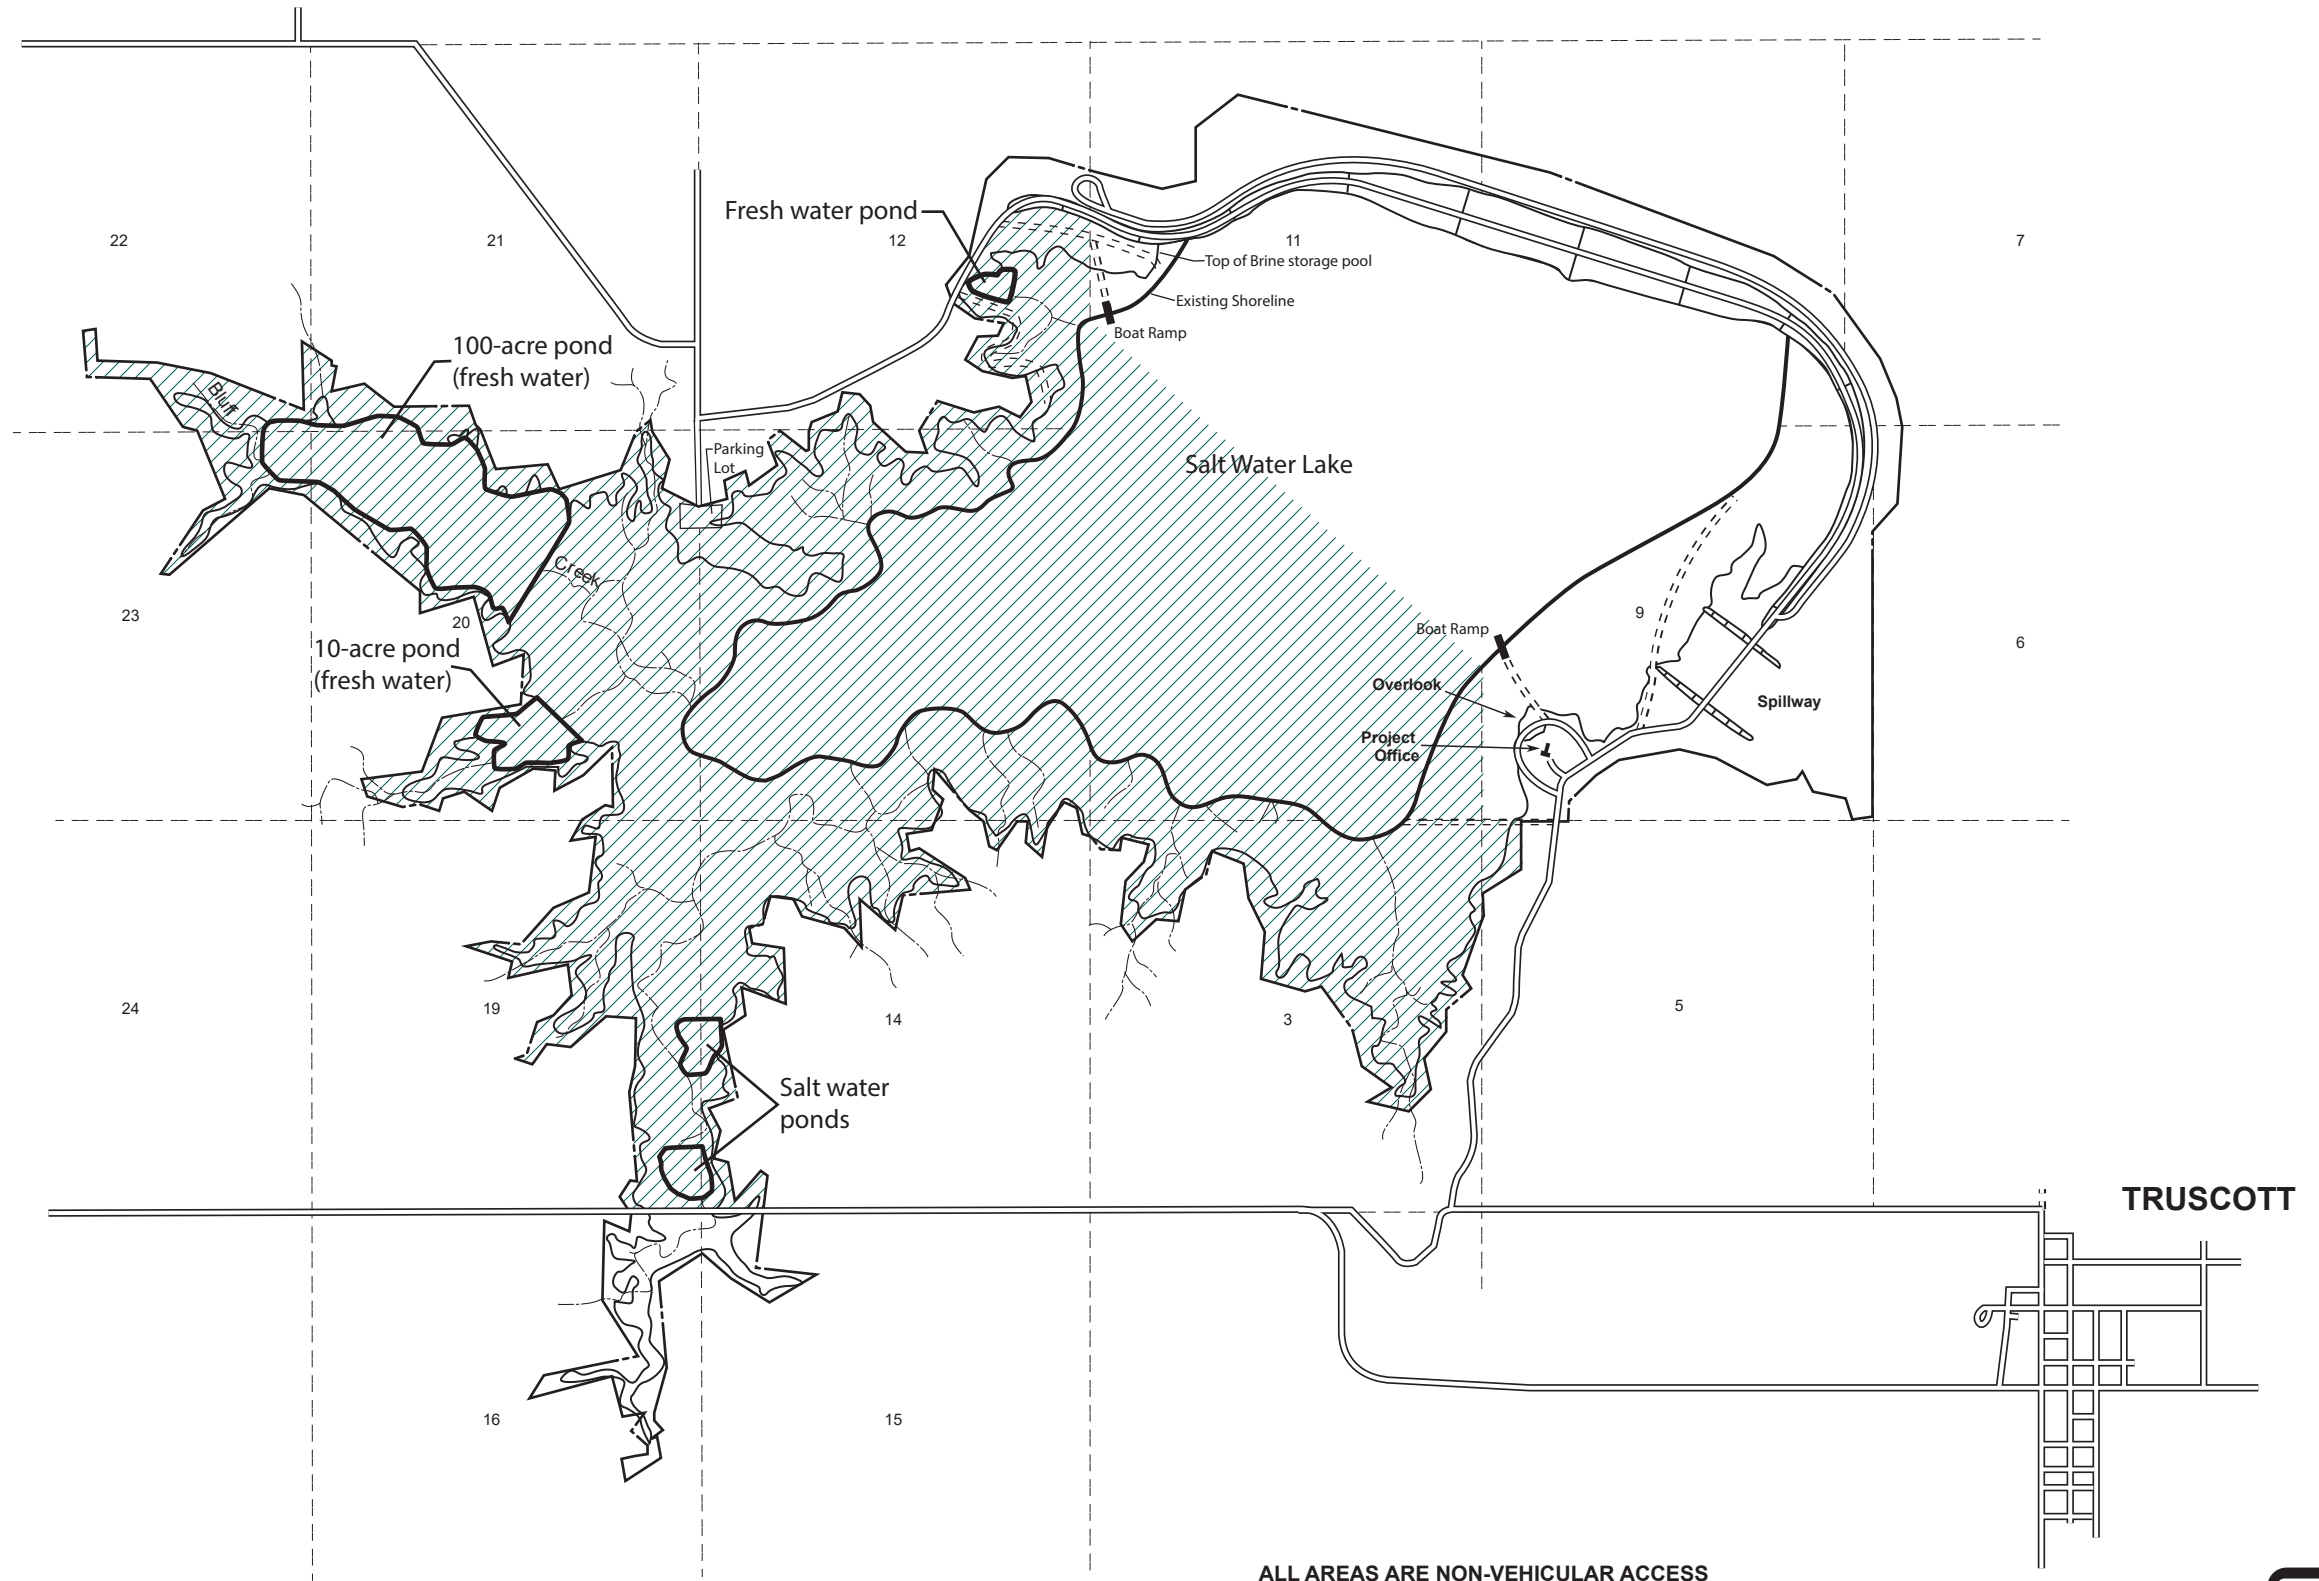 Fresh water pond
22
21
12
11
7
Top of Brine storage pool
Existing Shoreline
Boat Ramp
100-acre pond
(fresh water)
Bluff
Parking
Lot
Salt Water Lake
Creek
23
20
9
6
Boat Ramp
10-acre pond
(fresh water)
Overlook
Spillway
Project
Office
24
19
14
3
5
Salt water
ponds
TRUSCOTT
16
15
ALL AREAS ARE NON-VEHICULAR ACCESS